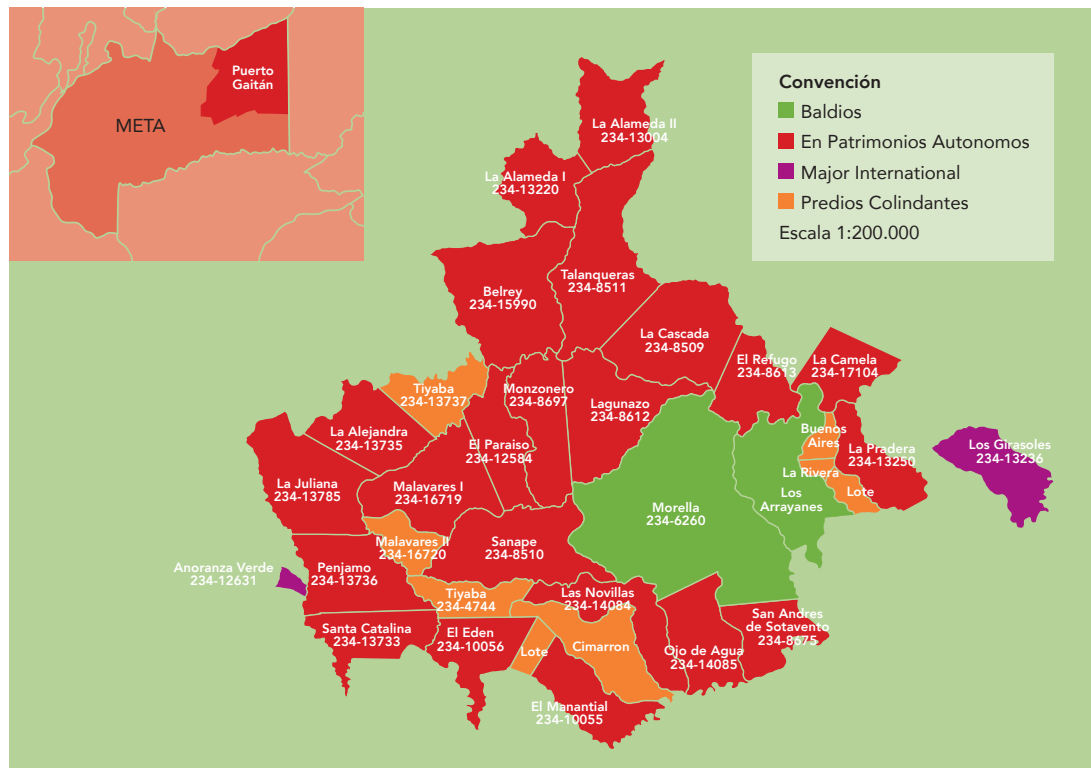 Puerto
Gaitán
META
Convención
Baldios
En Patrimonios Autonomos
Major International
Predios Colindantes
Escala 1:200.000
La Alameda II
234-13004
La Alameda I
234-13220
Talanqueras
234-8511
Belrey
234-15990
La Cascada
234-8509
El Refugo
234-8613
La Camela
234-17104
Tiyaba
234-13737
Monzonero
234-8697
Lagunazo
234-8612
La Alejandra
234-13735
El Paraiso
234-12584
Buenos
Aires
La Pradera
234-13250
Los Girasoles
234-13236
La Juliana
234-13785
Malavares I
234-16719
La Rivera
Lote
Los
Arrayanes
Morella
234-6260
Malavares II
234-16720
Sanape
234-8510
Anoranza Verde
234-12631
Penjamo
234-13736
Tiyaba
234-4744
Las Novillas
234-14084
San Andres
de Sotavento
234-8675
Santa Catalina
234-13733
El Eden
234-10056
Lote
Cimarron
Ojo de Agua
234-14085
El Manantial
234-10055